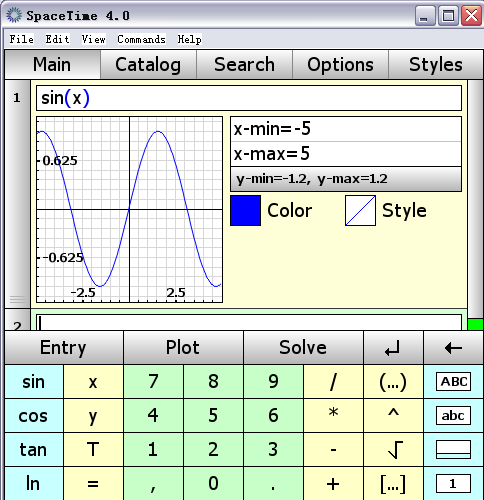 SpaceTime 4.0
File Edit View Commands Help
Main Catalog Search Options Styles
1 sin(x)
0.625
-0.625
-2.5 2.5
x-min=-5
x-max=5
y-min=-1.2, y-max=1.2
Color Style
2
Entry Plot Solve ↵ ←
sin x 7 8 9 / (...) ABC
cos y 4 5 6 * ^ abc
tan T 1 2 3 - √
ln = , 0 . + [...] 1